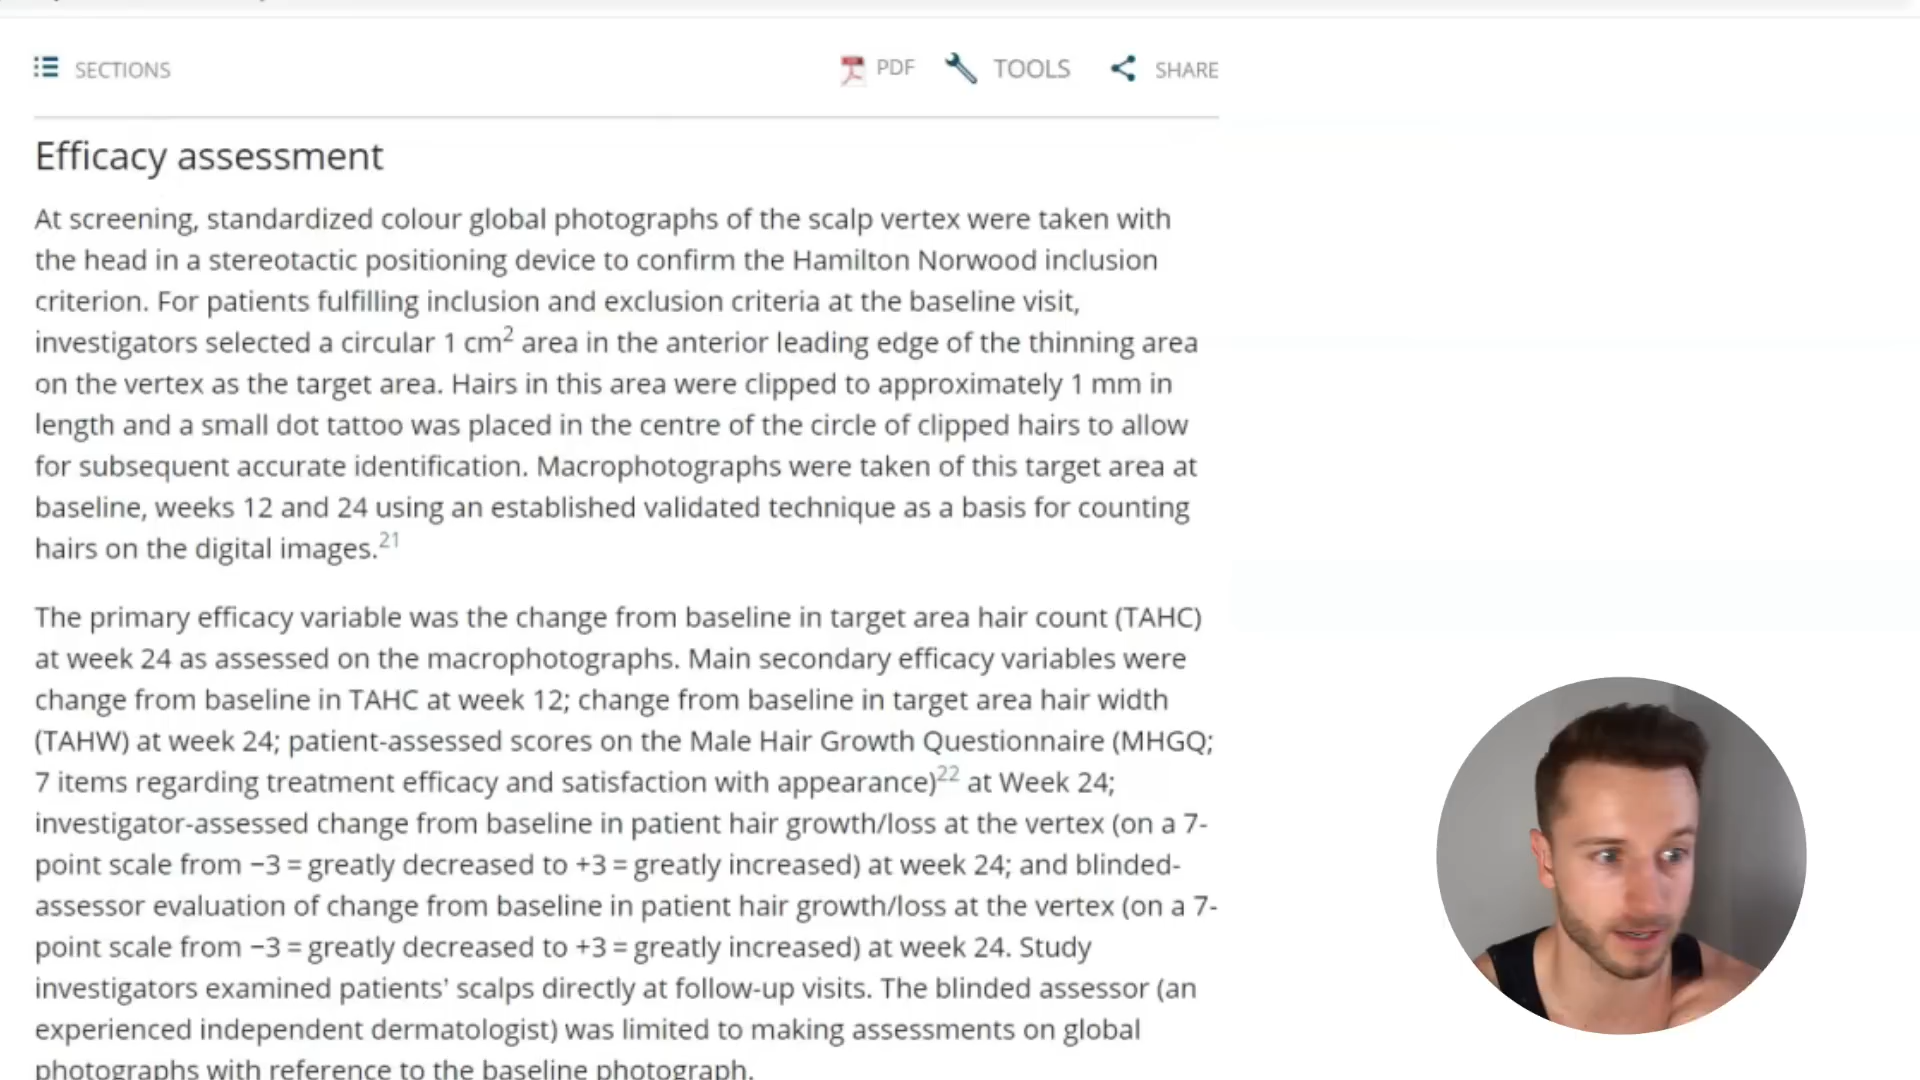 SECTIONS
PDF
TOOLS
SHARE
Efficacy assessment
At screening, standardized colour global photographs of the scalp vertex were taken with
the head in a stereotactic positioning device to confirm the Hamilton Norwood inclusion
criterion. For patients fulfilling inclusion and exclusion criteria at the baseline visit,
investigators selected a circular 1 cm² area in the anterior leading edge of the thinning area
on the vertex as the target area. Hairs in this area were clipped to approximately 1 mm in
length and a small dot tattoo was placed in the centre of the circle of clipped hairs to allow
for subsequent accurate identification. Macrophotographs were taken of this target area at
baseline, weeks 12 and 24 using an established validated technique as a basis for counting
hairs on the digital images.²¹
The primary efficacy variable was the change from baseline in target area hair count (TAHC)
at week 24 as assessed on the macrophotographs. Main secondary efficacy variables were
change from baseline in TAHC at week 12; change from baseline in target area hair width
(TAHW) at week 24; patient-assessed scores on the Male Hair Growth Questionnaire (MHGQ;
7 items regarding treatment efficacy and satisfaction with appearance)²² at Week 24;
investigator-assessed change from baseline in patient hair growth/loss at the vertex (on a 7-
point scale from −3 = greatly decreased to +3 = greatly increased) at week 24; and blinded-
assessor evaluation of change from baseline in patient hair growth/loss at the vertex (on a 7-
point scale from −3 = greatly decreased to +3 = greatly increased) at week 24. Study
investigators examined patients' scalps directly at follow-up visits. The blinded assessor (an
experienced independent dermatologist) was limited to making assessments on global
photographs with reference to the baseline photograph.